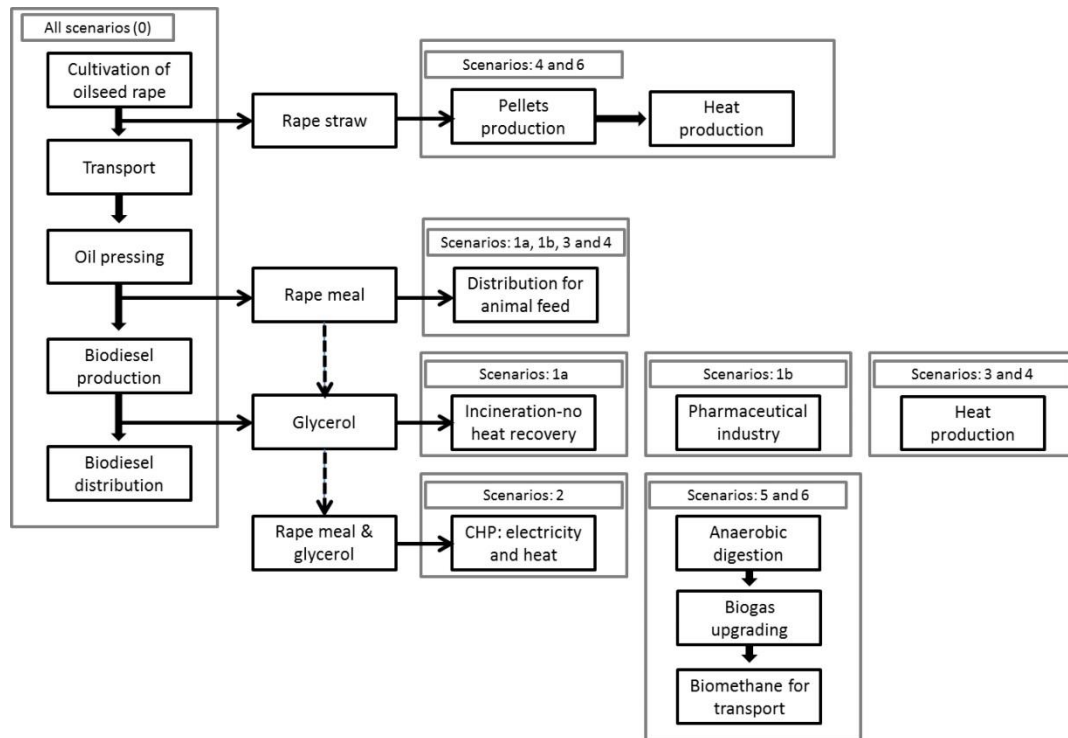 All scenarios (0)
Cultivation of
oilseed rape
Transport
Oil pressing
Biodiesel
production
Biodiesel
distribution
Rape straw
Scenarios: 4 and 6
Pellets
production
Heat
production
Rape meal
Scenarios: 1a, 1b, 3 and 4
Distribution for
animal feed
Glycerol
Scenarios: 1a
Incineration-no
heat recovery
Scenarios: 1b
Pharmaceutical
industry
Scenarios: 3 and 4
Heat
production
Rape meal &
glycerol
Scenarios: 2
CHP: electricity
and heat
Scenarios: 5 and 6
Anaerobic
digestion
Biogas
upgrading
Biomethane for
transport